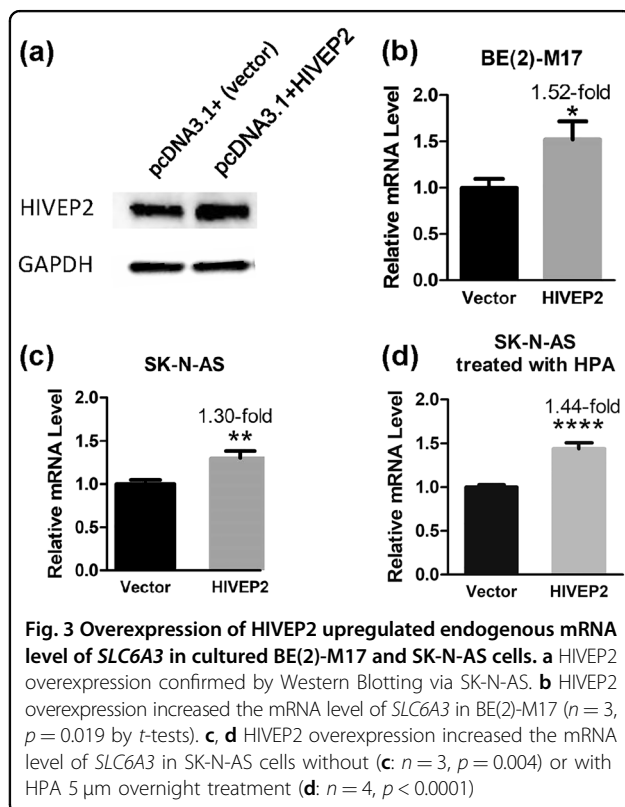 (a)
pcDNA3.1+ (vector)
pcDNA3.1+HIVEP2
HIVEP2
GAPDH
(b)
BE(2)-M17
Relative mRNA Level
2.0
1.5
1.0
0.5
0.0
1.52-fold
*
Vector
HIVEP2
(c)
SK-N-AS
Relative mRNA Level
2.0
1.5
1.0
0.5
0.0
1.30-fold
**
Vector
HIVEP2
(d)
SK-N-AS
treated with HPA
Relative mRNA Level
2.0
1.5
1.0
0.5
0.0
1.44-fold
****
Vector
HIVEP2
Fig. 3 Overexpression of HIVEP2 upregulated endogenous mRNA
level of SLC6A3 in cultured BE(2)-M17 and SK-N-AS cells. a HIVEP2
overexpression confirmed by Western Blotting via SK-N-AS. b HIVEP2
overexpression increased the mRNA level of SLC6A3 in BE(2)-M17 (n = 3,
p = 0.019 by t-tests). c, d HIVEP2 overexpression increased the mRNA
level of SLC6A3 in SK-N-AS cells without (c: n = 3, p = 0.004) or with
HPA 5 μm overnight treatment (d: n = 4, p < 0.0001)